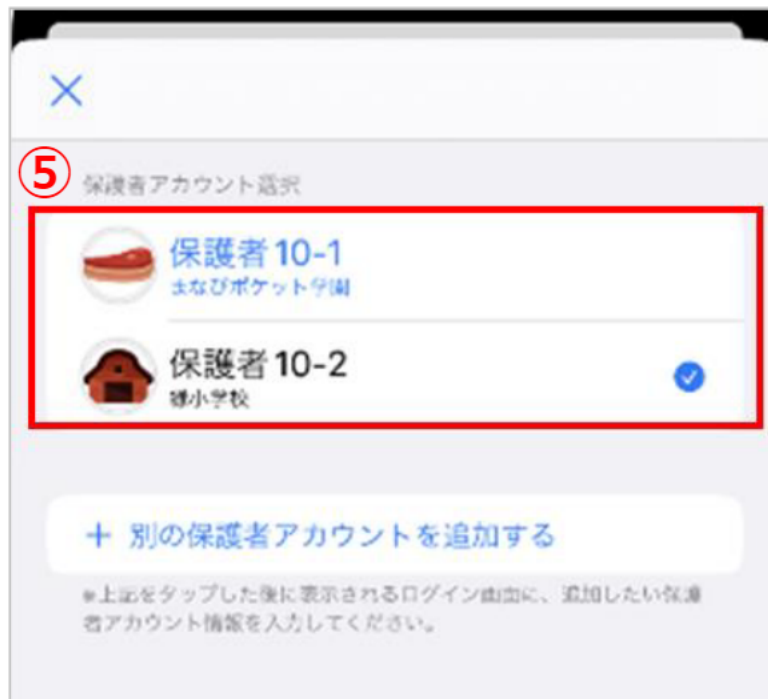 ⑤
保護者アカウント選択
保護者10-1
まなびポケット学園
保護者10-2
小学校
＋ 別の保護者アカウントを追加する
※上記をタップした後に表示されるログイン画面に、追加したい保護
者アカウント情報を入力してください。